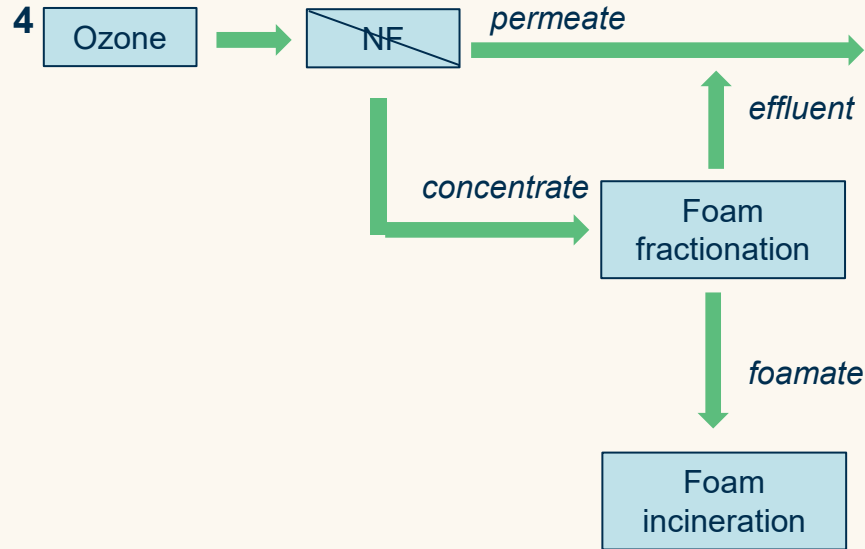 4
Ozone
NF
permeate
effluent
concentrate
Foam
fractionation
foamate
Foam
incineration